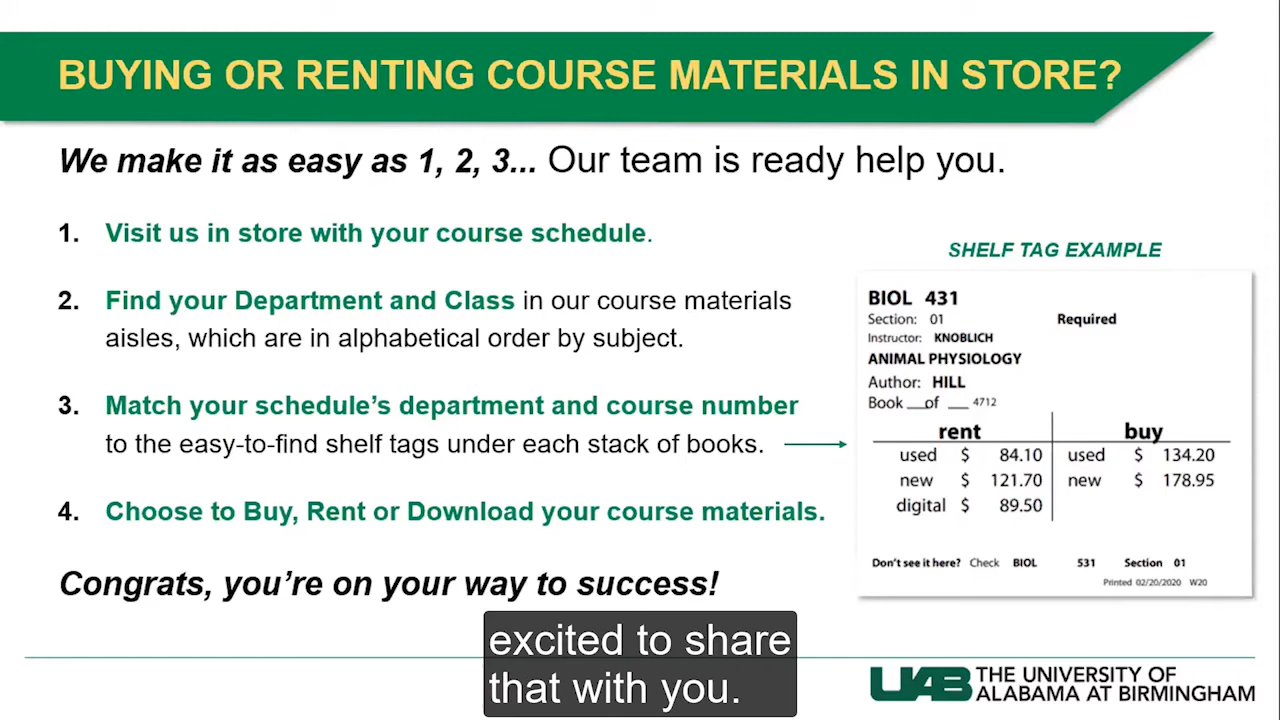 BUYING OR RENTING COURSE MATERIALS IN STORE?
We make it as easy as 1, 2, 3... Our team is ready help you.
1. Visit us in store with your course schedule.
2. Find your Department and Class in our course materials
aisles, which are in alphabetical order by subject.
3. Match your schedule's department and course number
to the easy-to-find shelf tags under each stack of books.
4. Choose to Buy, Rent or Download your course materials.
Congrats, you're on your way to success!
SHELF TAG EXAMPLE
BIOL 431
Section: 01 Required
Instructor: KNOBLICH
ANIMAL PHYSIOLOGY
Author: HILL
Book __of __ 4712
rent buy
used $ 84.10 used $ 134.20
new $ 121.70 new $ 178.95
digital $ 89.50
Don't see it here? Check BIOL 531 Section 01
Printed 02/20/2020 W20
excited to share
that with you.
UAB THE UNIVERSITY OF
ALABAMA AT BIRMINGHAM